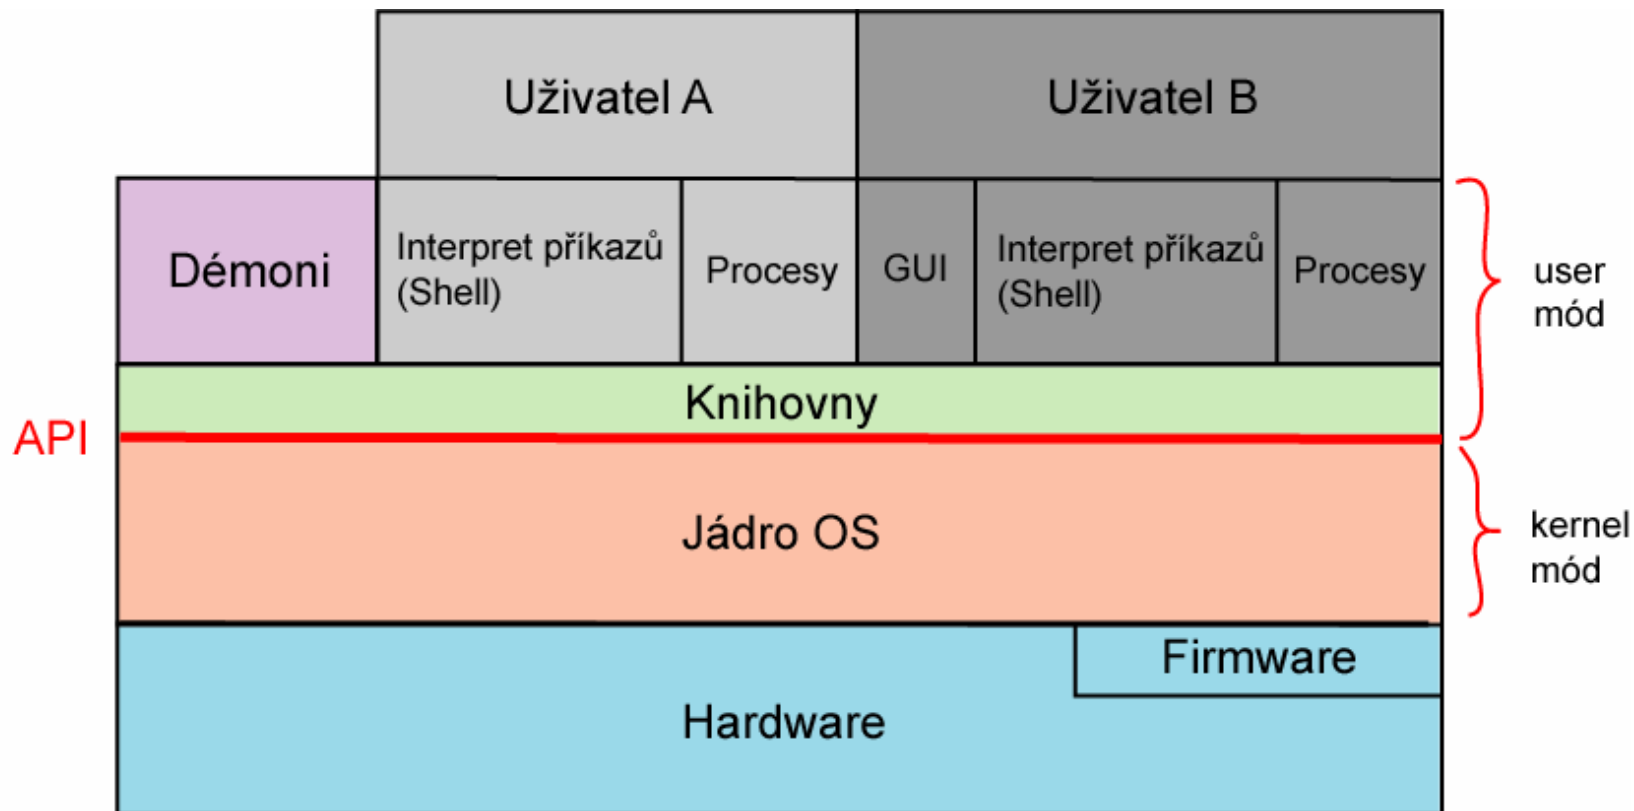 Uživatel A
Uživatel B
Démoni
Interpret příkazů
(Shell)
Procesy
GUI
Interpret příkazů
(Shell)
Procesy
user
mód
Knihovny
API
Jádro OS
kernel
mód
Firmware
Hardware